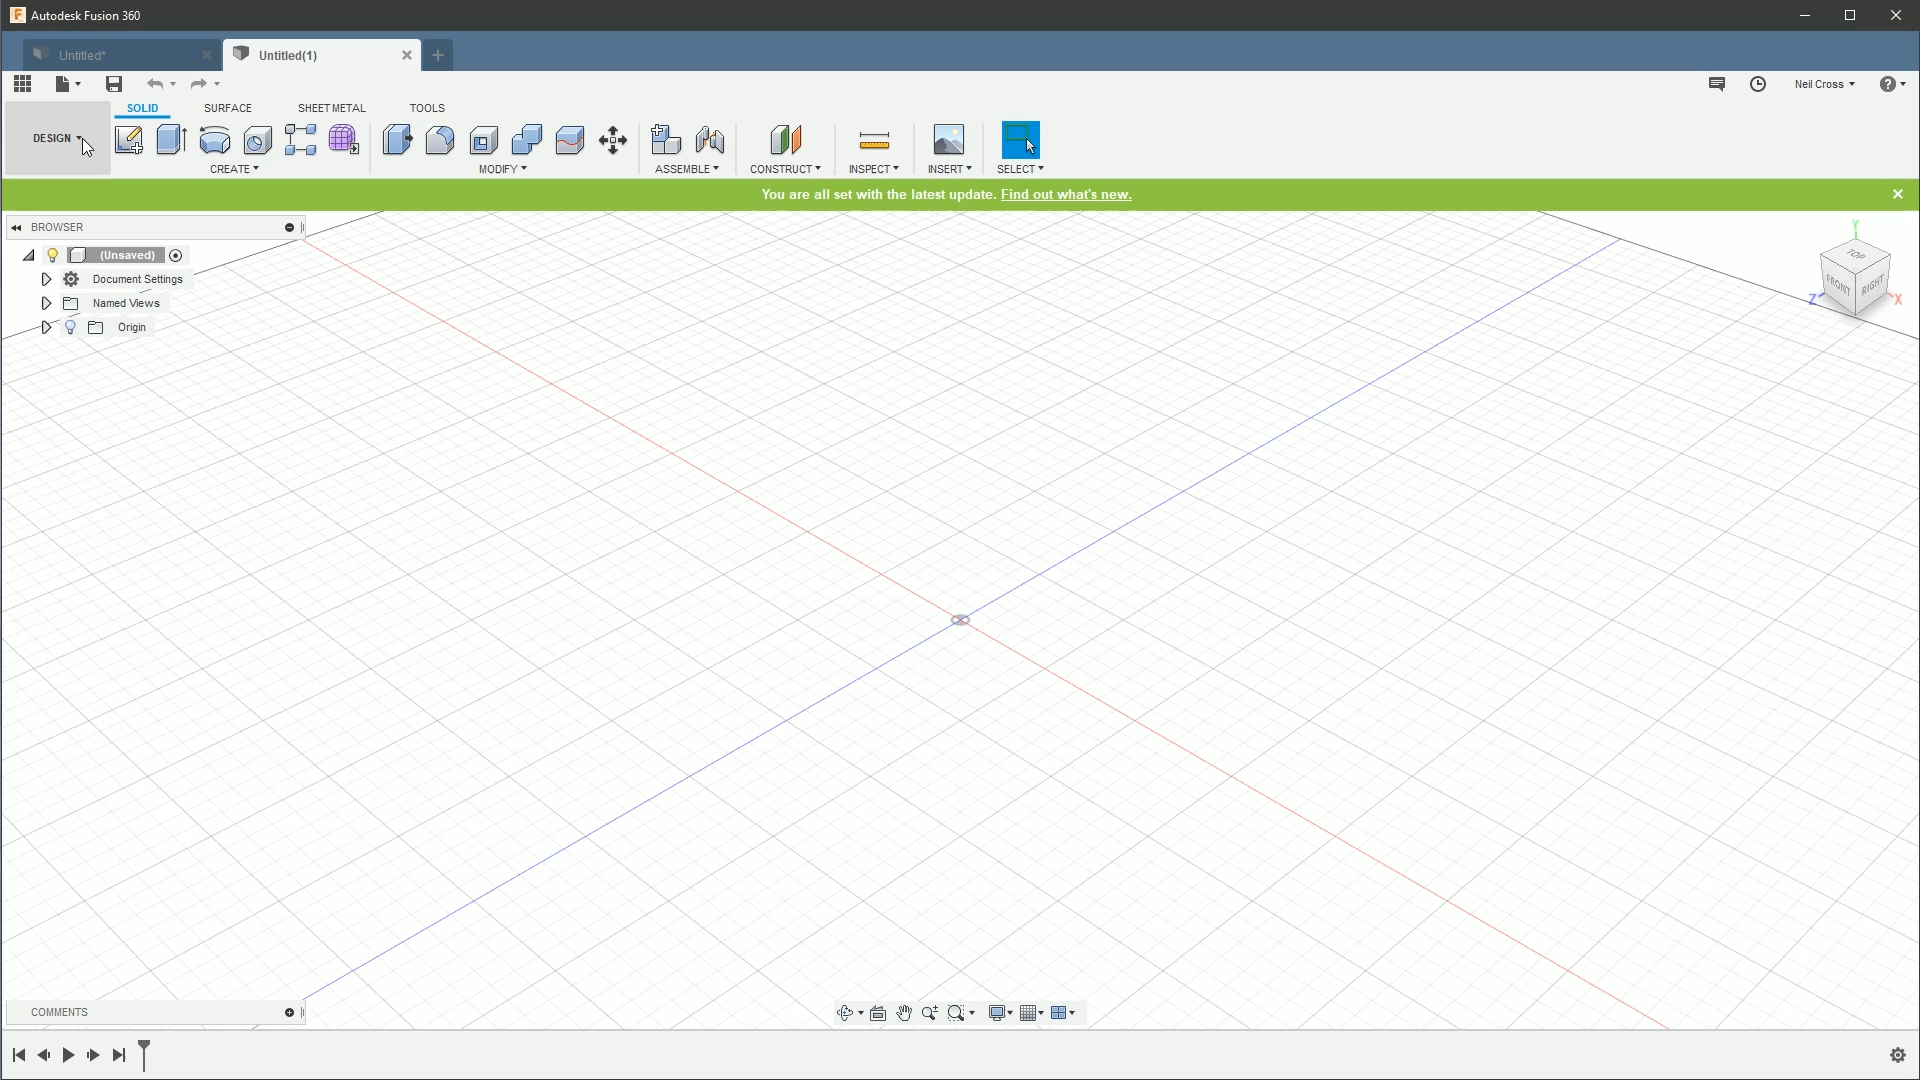 Autodesk Fusion 360
Untitled*
Untitled(1)
Neil Cross
SOLID
SURFACE
SHEET METAL
TOOLS
DESIGN
CREATE
MODIFY
ASSEMBLE
CONSTRUCT
INSPECT
INSERT
SELECT
You are all set with the latest update. Find out what's new.
BROWSER
(Unsaved)
Document Settings
Named Views
Origin
Y
TOP
FRONT
RIGHT
Z
X
COMMENTS